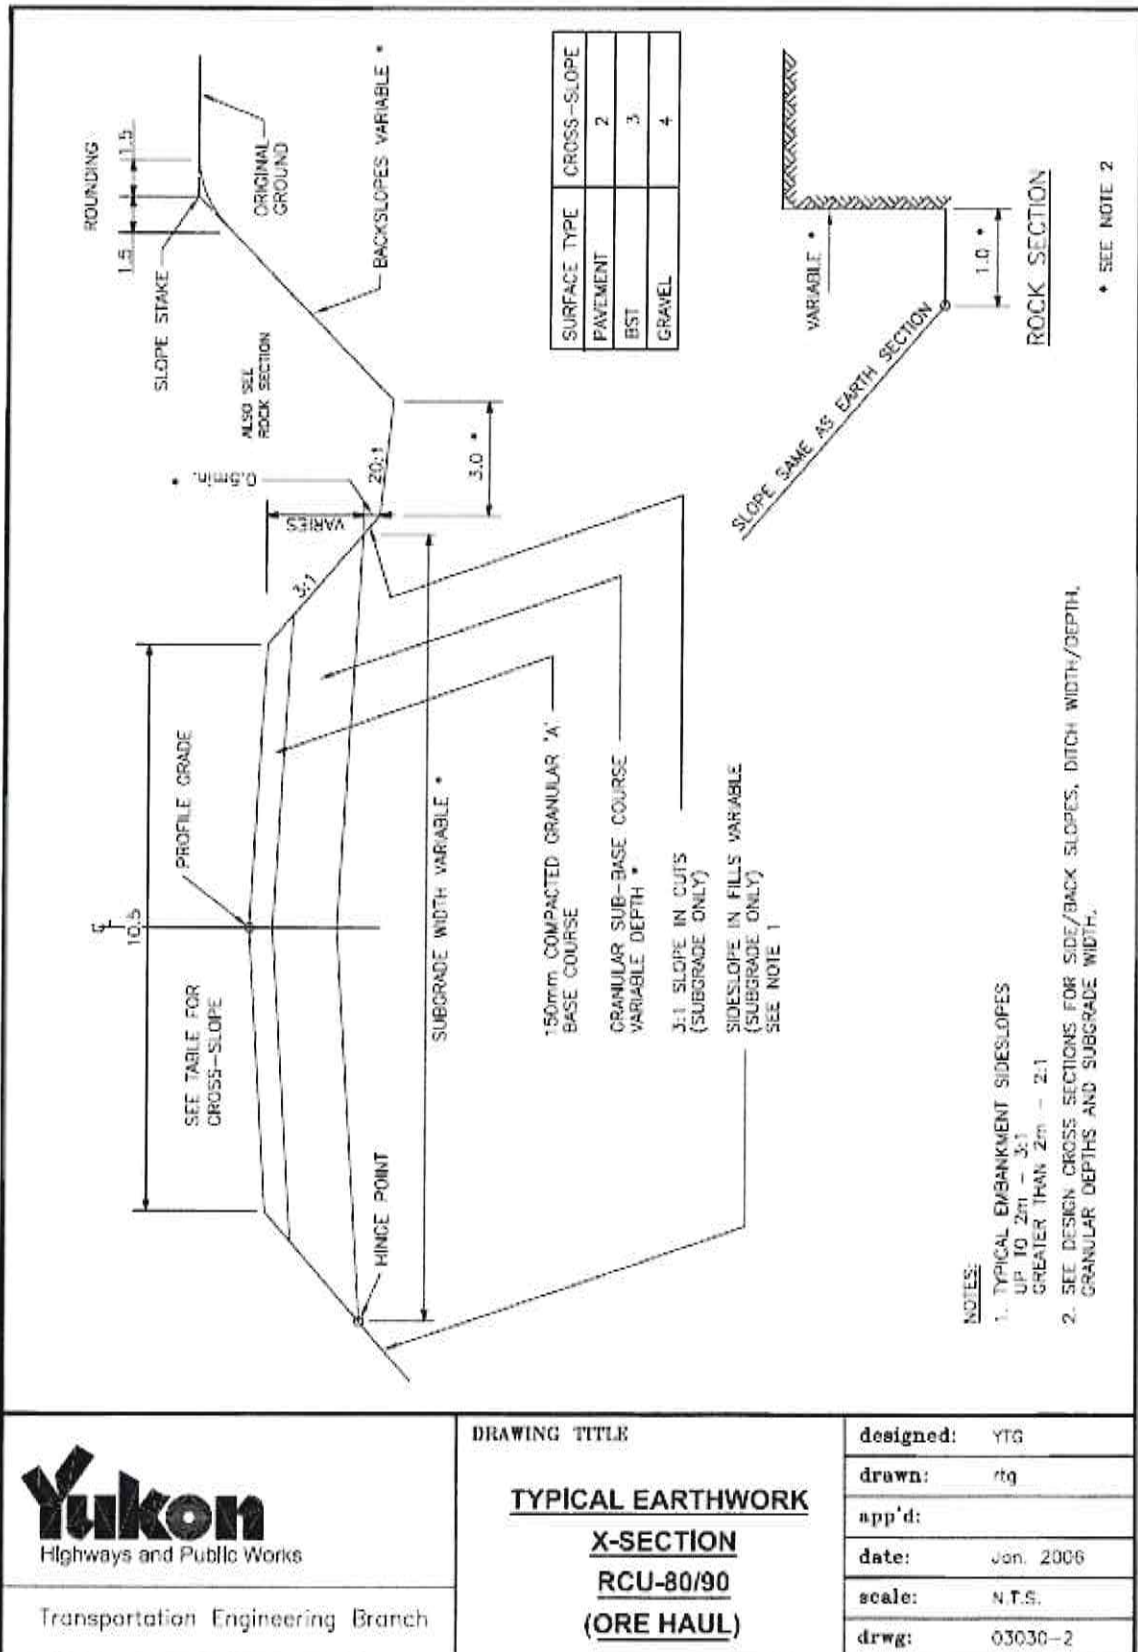 ROUNDING
1.5
1.5
SLOPE STAKE
ORIGINAL
GROUND
BACKSLOPES VARIABLE *
ALSO SEE
ROCK SECTION
0.5min. *
20:1
3.0 *
VARIES
3:1
PROFILE GRADE
℄
10.5
SEE TABLE FOR
CROSS-SLOPE
SUBGRADE WIDTH VARIABLE *
HINGE POINT
150mm COMPACTED GRANULAR 'A'
BASE COURSE
GRANULAR SUB-BASE COURSE
VARIABLE DEPTH *
3:1 SLOPE IN CUTS
(SUBGRADE ONLY)
SIDESLOPE IN FILLS VARIABLE
(SUBGRADE ONLY)
SEE NOTE 1
SURFACE TYPE CROSS-SLOPE
PAVEMENT 2
BST 3
GRAVEL 4
VARIABLE *
1.0 *
SLOPE SAME AS EARTH SECTION
ROCK SECTION
* SEE NOTE 2
NOTES:
1. TYPICAL EMBANKMENT SIDESLOPES
UP TO 2m - 3:1
GREATER THAN 2m - 2:1
2. SEE DESIGN CROSS SECTIONS FOR SIDE/BACK SLOPES, DITCH WIDTH/DEPTH,
GRANULAR DEPTHS AND SUBGRADE WIDTH.
Yukon
Highways and Public Works
Transportation Engineering Branch
DRAWING TITLE
TYPICAL EARTHWORK
X-SECTION
RCU-80/90
(ORE HAUL)
designed: YTG
drawn: rtg
app'd:
date: Jan. 2006
scale: N.T.S.
drwg: 03030-2